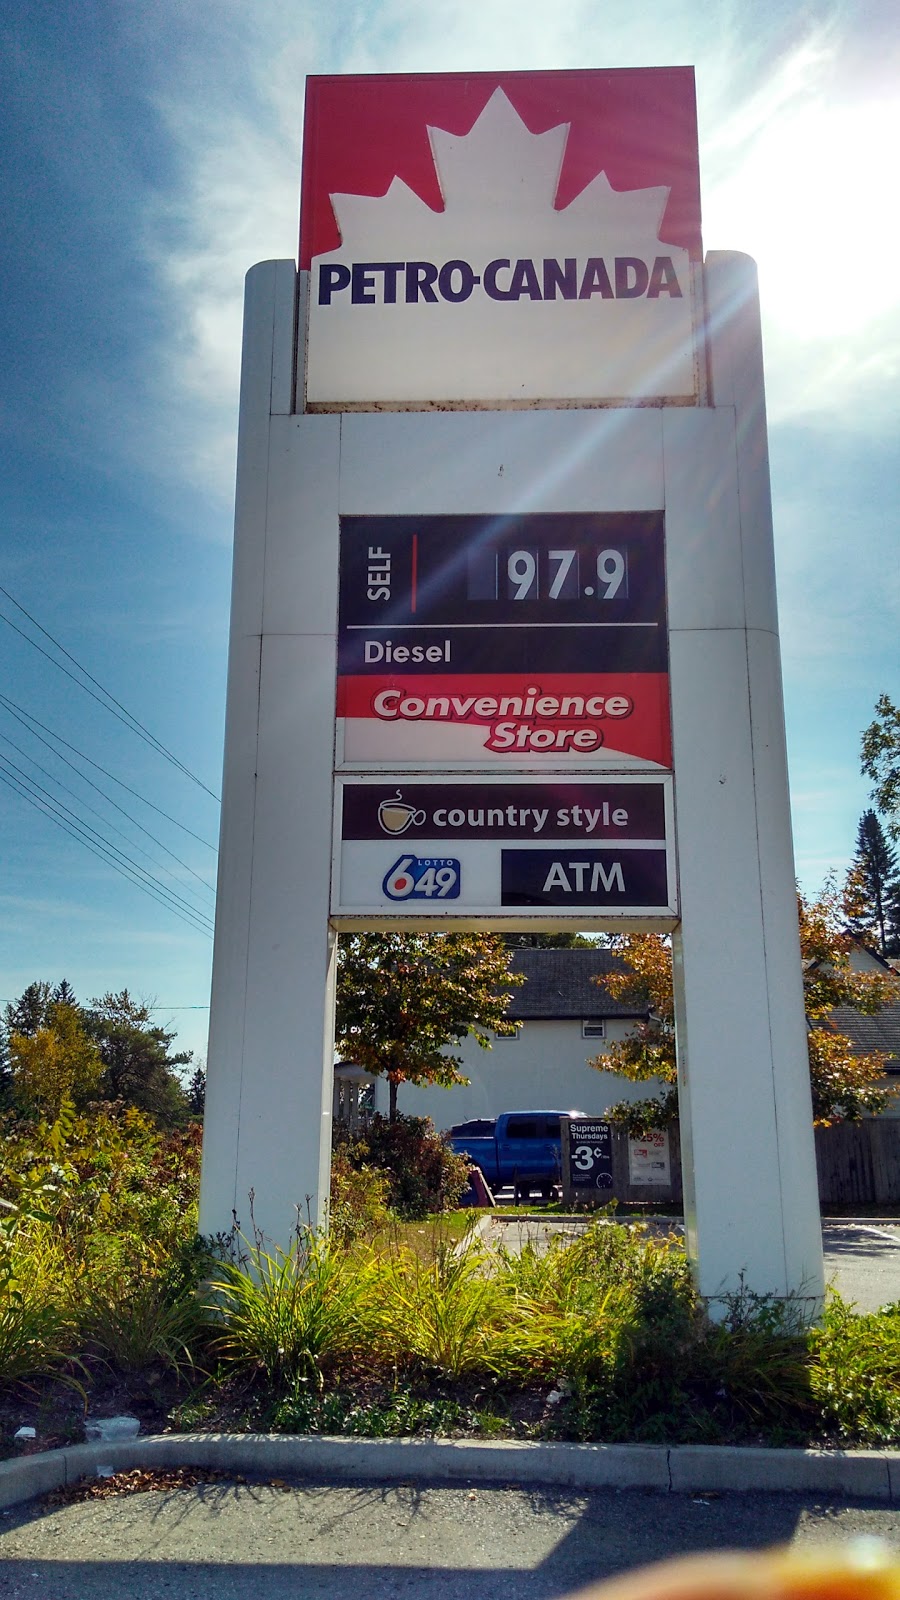 PETRO-CANADA
SELF
97.9
Diesel
Convenience
Store
country style
LOTTO
649
ATM
Supreme
Thursdays
-3¢
25%